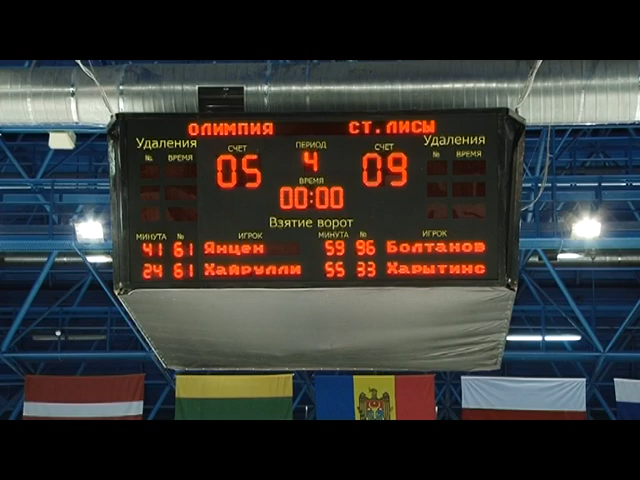 ОЛИМПИЯ СТ.ЛИСЫ
Удаления СЧЕТ ПЕРИОД СЧЕТ Удаления
№ ВРЕМЯ 05 4 09 № ВРЕМЯ
ВРЕМЯ
00:00
Взятие ворот
МИНУТА № ИГРОК МИНУТА № ИГРОК
41 61 Янцен 59 96 Болтанов
24 61 Хайрулли 55 33 Харытинс